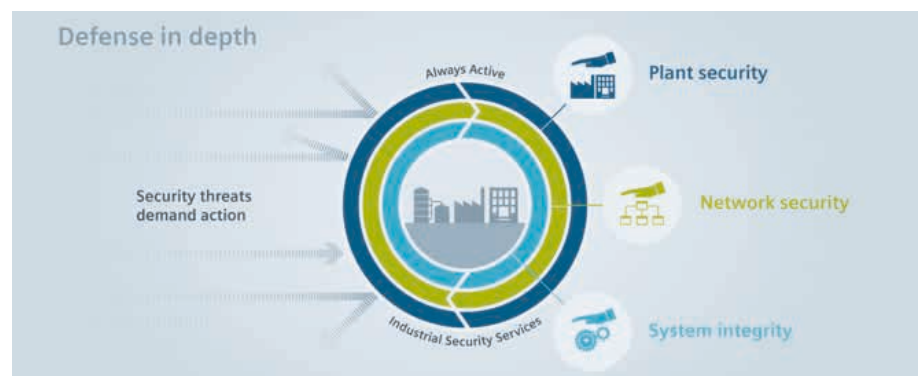 Defense in depth
Always Active
Plant security
Security threats
demand action
Network security
Industrial Security Services
System integrity